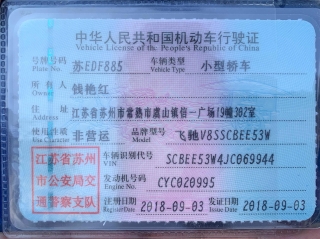 中华人民共和国机动车行驶证
Vehicle License of the People's Republic of China
号牌号码 苏EDF885 车辆类型 小型轿车
Plate No. Vehicle Type
所有人 钱艳红
Owner
住址 江苏省苏州市常熟市虞山镇信一广场19幢302室
Address
使用性质 非营运 品牌型号 飞驰V8SSCBEE53W
Use Character Model
江苏省苏州 车辆识别代号 SCBEE53W4JC069944
VIN
市公安局交 发动机号码 CYC020995
Engine No.
通警察支队 注册日期 2018-09-03 发证日期 2018-09-03
Register Date Issue Date